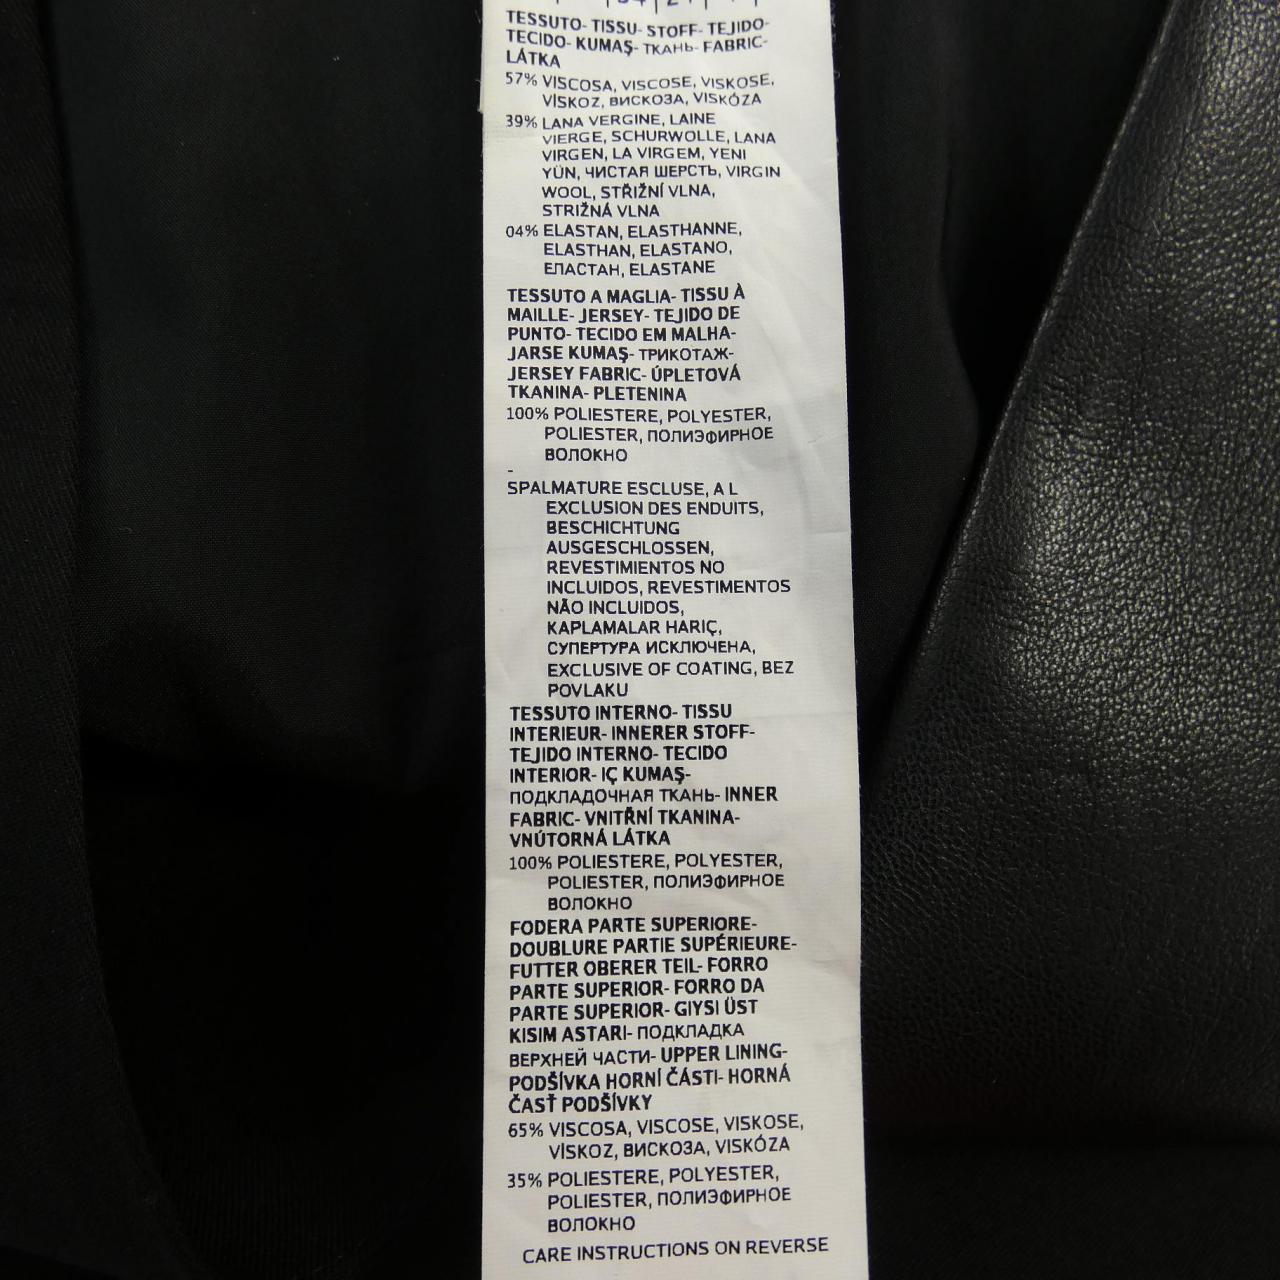 TESSUTO- TISSU- STOFF- TEJIDO-
TECIDO- KUMAŞ- ТКАНЬ- FABRIC-
LÁTKA
57% VISCOSA, VISCOSE, VISKOSE,
VİSKOZ, ВИСКОЗА, VISKÓZA
39% LANA VERGINE, LAINE
VIERGE, SCHURWOLLE, LANA
VIRGEN, LA VIRGEM, YENI
YÜN, ЧИСТАЯ ШЕРСТЬ, VIRGIN
WOOL, STŘIŽNÍ VLNA,
STRIŽNÁ VLNA
04% ELASTAN, ELASTHANNE,
ELASTHAN, ELASTANO,
ЕЛАСТАН, ELASTANE
TESSUTO A MAGLIA- TISSU À
MAILLE- JERSEY- TEJIDO DE
PUNTO- TECIDO EM MALHA-
JARSE KUMAŞ- ТРИКОТАЖ-
JERSEY FABRIC- ÚPLETOVÁ
TKANINA- PLETENINA
100% POLIESTERE, POLYESTER,
POLIESTER, ПОЛИЭФИРНОЕ
ВОЛОКНО
-
SPALMATURE ESCLUSE, A L
EXCLUSION DES ENDUITS,
BESCHICHTUNG
AUSGESCHLOSSEN,
REVESTIMIENTOS NO
INCLUIDOS, REVESTIMENTOS
NÃO INCLUIDOS,
KAPLAMALAR HARIÇ,
СУПЕРТУРА ИСКЛЮЧЕНА,
EXCLUSIVE OF COATING, BEZ
POVLAKU
TESSUTO INTERNO- TISSU
INTERIEUR- INNERER STOFF-
TEJIDO INTERNO- TECIDO
INTERIOR- IÇ KUMAŞ-
ПОДКЛАДОЧНАЯ ТКАНЬ- INNER
FABRIC- VNITŘNÍ TKANINA-
VNÚTORNÁ LÁTKA
100% POLIESTERE, POLYESTER,
POLIESTER, ПОЛИЭФИРНОЕ
ВОЛОКНО
FODERA PARTE SUPERIORE-
DOUBLURE PARTIE SUPÉRIEURE-
FUTTER OBERER TEIL- FORRO
PARTE SUPERIOR- FORRO DA
PARTE SUPERIOR- GIYSI ÜST
KISIM ASTARI- ПОДКЛАДКА
ВЕРХНЕЙ ЧАСТИ- UPPER LINING-
PODŠÍVKA HORNÍ ČÁSTI- HORNÁ
ČASŤ PODŠÍVKY
65% VISCOSA, VISCOSE, VISKOSE,
VİSKOZ, ВИСКОЗА, VISKÓZA
35% POLIESTERE, POLYESTER,
POLIESTER, ПОЛИЭФИРНОЕ
ВОЛОКНО
CARE INSTRUCTIONS ON REVERSE